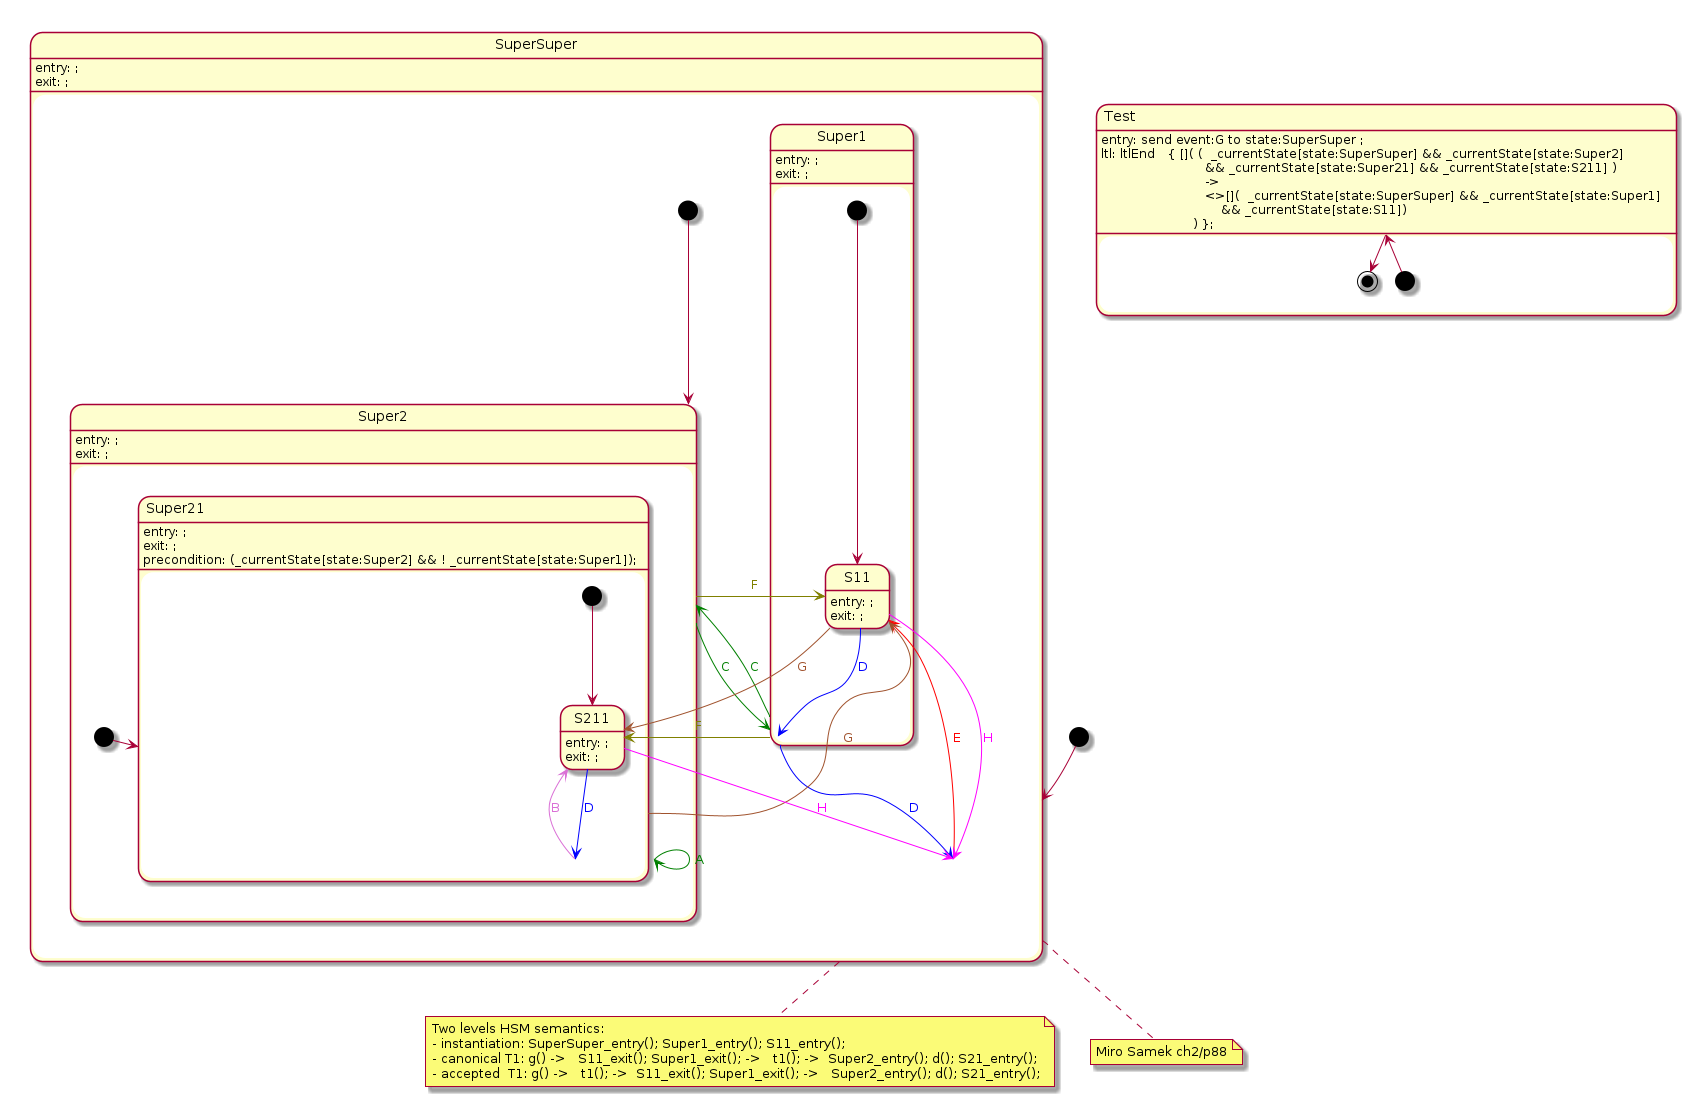 SuperSuper
entry: ;
exit: ;
Super1
entry: ;
exit: ;
Test
entry: send event:G to state:SuperSuper ;
ltl: ltlEnd   { []( (  _currentState[state:SuperSuper] && _currentState[state:Super2]
&& _currentState[state:Super21] && _currentState[state:S211] )
->
<>[](  _currentState[state:SuperSuper] && _currentState[state:Super1]
&& _currentState[state:S11])
) };
Super2
entry: ;
exit: ;
Super21
entry: ;
exit: ;
precondition: (_currentState[state:Super2] && ! _currentState[state:Super1]);
F
S11
entry: ;
exit: ;
C
C
G
D
S211
entry: ;
exit: ;
F
G
E
H
B
D
H
D
A
Two levels HSM semantics:
- instantiation: SuperSuper_entry(); Super1_entry(); S11_entry();
- canonical T1: g() ->   S11_exit(); Super1_exit(); ->   t1(); ->  Super2_entry(); d(); S21_entry();
- accepted  T1: g() ->   t1(); ->  S11_exit(); Super1_exit(); ->   Super2_entry(); d(); S21_entry();
Miro Samek ch2/p88